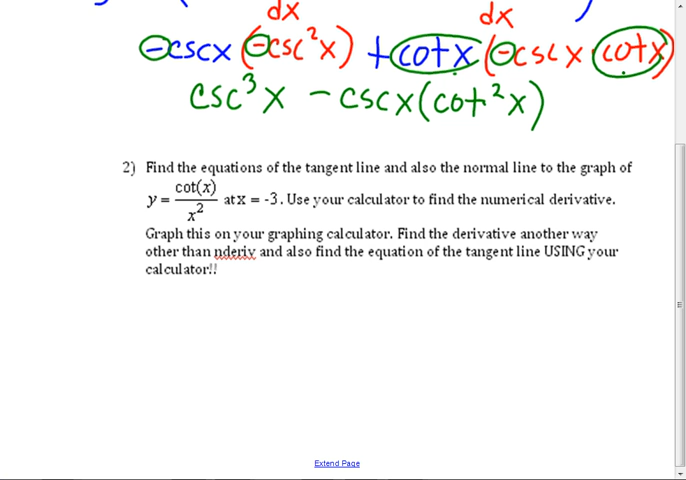 dx dx
-cscx (-csc²x) + cotx (-cscx cotx)
csc³x - cscx(cot²x)
2) Find the equations of the tangent line and also the normal line to the graph of
y = cot(x)/x² at x = -3. Use your calculator to find the numerical derivative.
Graph this on your graphing calculator. Find the derivative another way
other than nderiv and also find the equation of the tangent line USING your
calculator!!
Extend Page